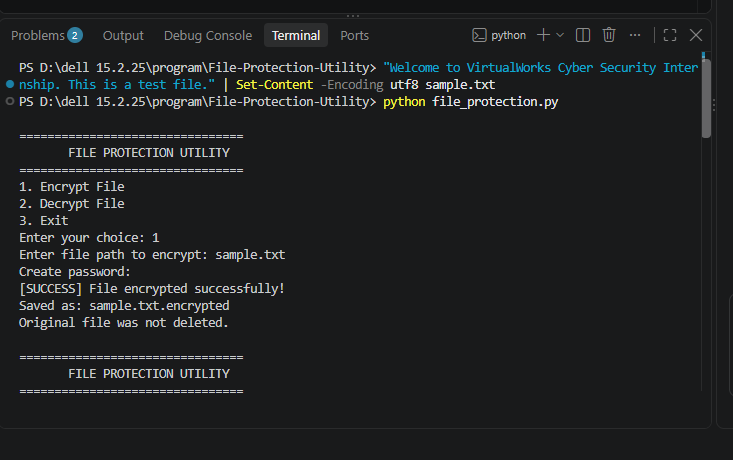 Problems 2 Output Debug Console Terminal Ports python
PS D:\dell 15.2.25\program\File-Protection-Utility> "Welcome to VirtualWorks Cyber Security Inter
nship. This is a test file." | Set-Content -Encoding utf8 sample.txt
PS D:\dell 15.2.25\program\File-Protection-Utility> python file_protection.py
================================
FILE PROTECTION UTILITY
================================
1. Encrypt File
2. Decrypt File
3. Exit
Enter your choice: 1
Enter file path to encrypt: sample.txt
Create password:
[SUCCESS] File encrypted successfully!
Saved as: sample.txt.encrypted
Original file was not deleted.
================================
FILE PROTECTION UTILITY
================================